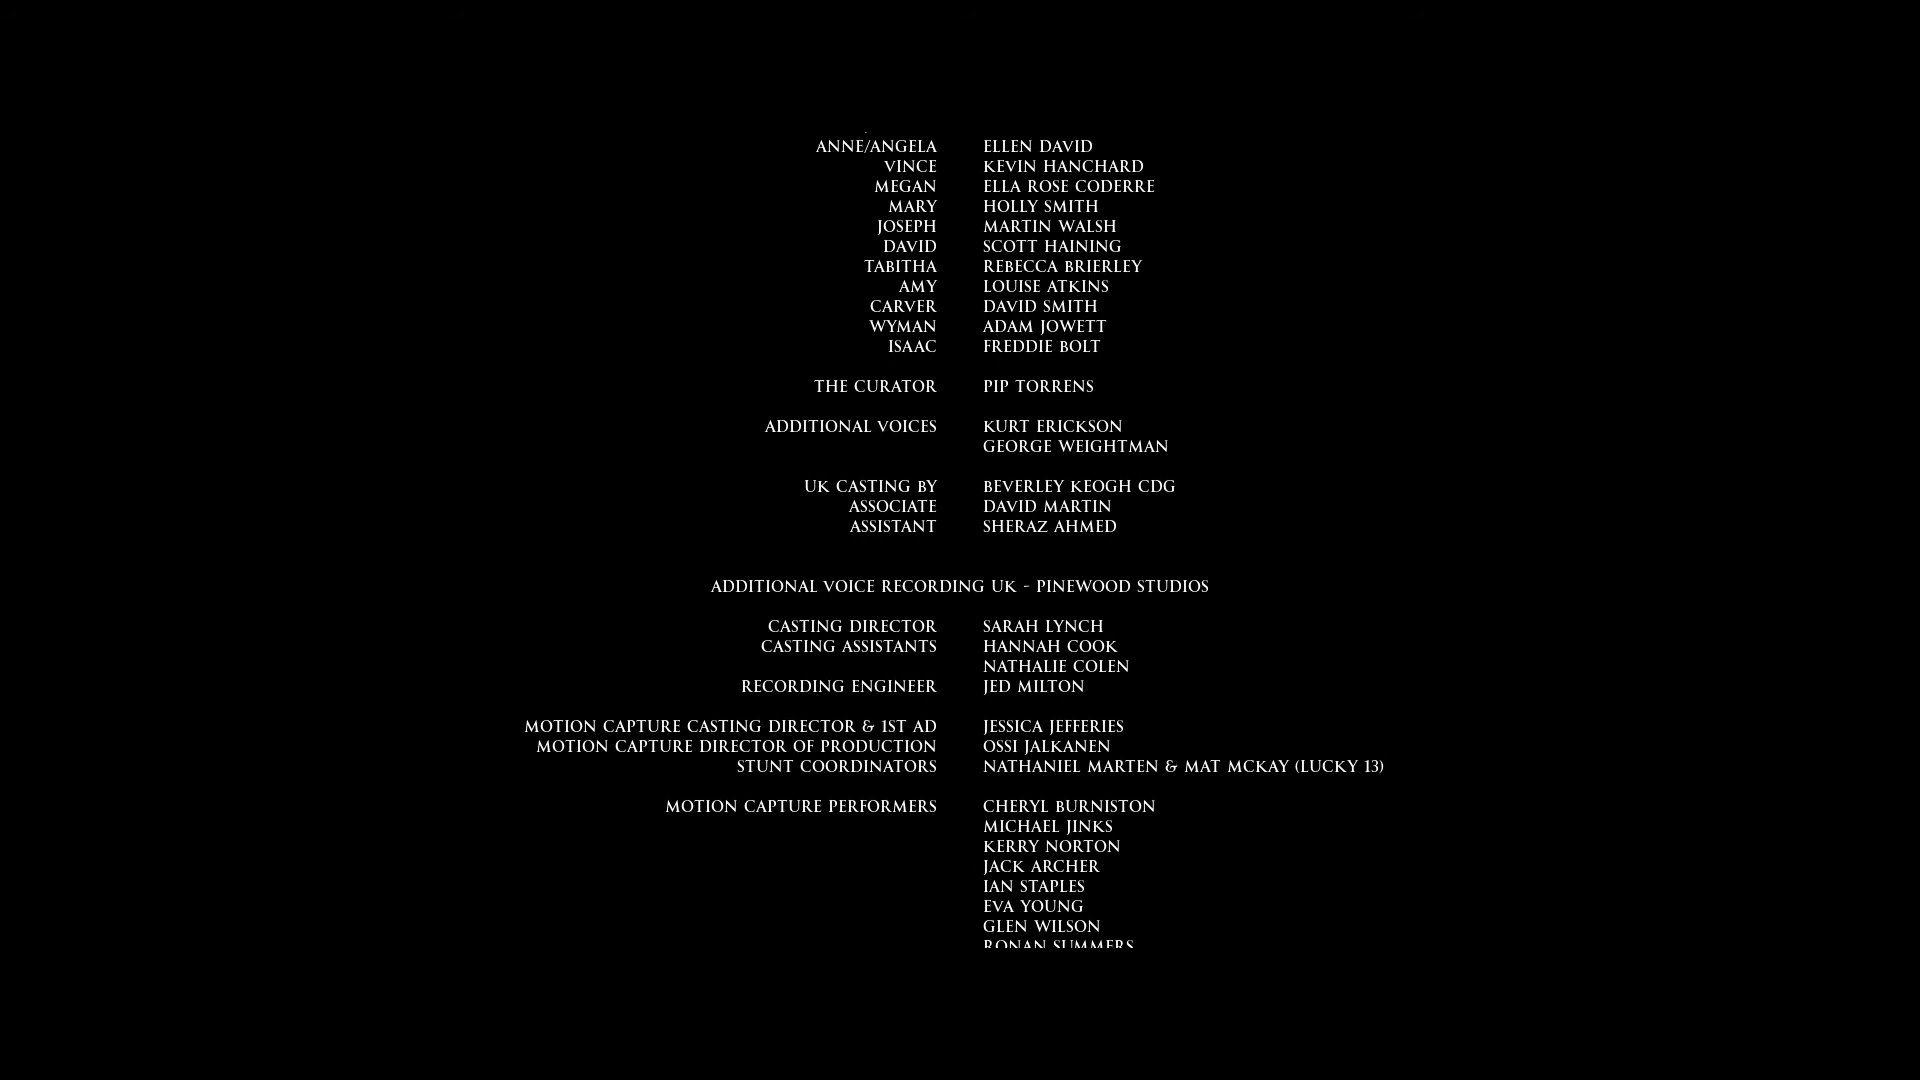 ANNE/ANGELA ELLEN DAVID
VINCE KEVIN HANCHARD
MEGAN ELLA ROSE CODERRE
MARY HOLLY SMITH
JOSEPH MARTIN WALSH
DAVID SCOTT HAINING
TABITHA REBECCA BRIERLEY
AMY LOUISE ATKINS
CARVER DAVID SMITH
WYMAN ADAM JOWETT
ISAAC FREDDIE BOLT
THE CURATOR PIP TORRENS
ADDITIONAL VOICES KURT ERICKSON
GEORGE WEIGHTMAN
UK CASTING BY BEVERLEY KEOGH CDG
ASSOCIATE DAVID MARTIN
ASSISTANT SHERAZ AHMED
ADDITIONAL VOICE RECORDING UK - PINEWOOD STUDIOS
CASTING DIRECTOR SARAH LYNCH
CASTING ASSISTANTS HANNAH COOK
NATHALIE COLEN
RECORDING ENGINEER JED MILTON
MOTION CAPTURE CASTING DIRECTOR & 1ST AD JESSICA JEFFERIES
MOTION CAPTURE DIRECTOR OF PRODUCTION OSSI JALKANEN
STUNT COORDINATORS NATHANIEL MARTEN & MAT MCKAY (LUCKY 13)
MOTION CAPTURE PERFORMERS CHERYL BURNISTON
MICHAEL JINKS
KERRY NORTON
JACK ARCHER
IAN STAPLES
EVA YOUNG
GLEN WILSON
RONAN SUMMERS